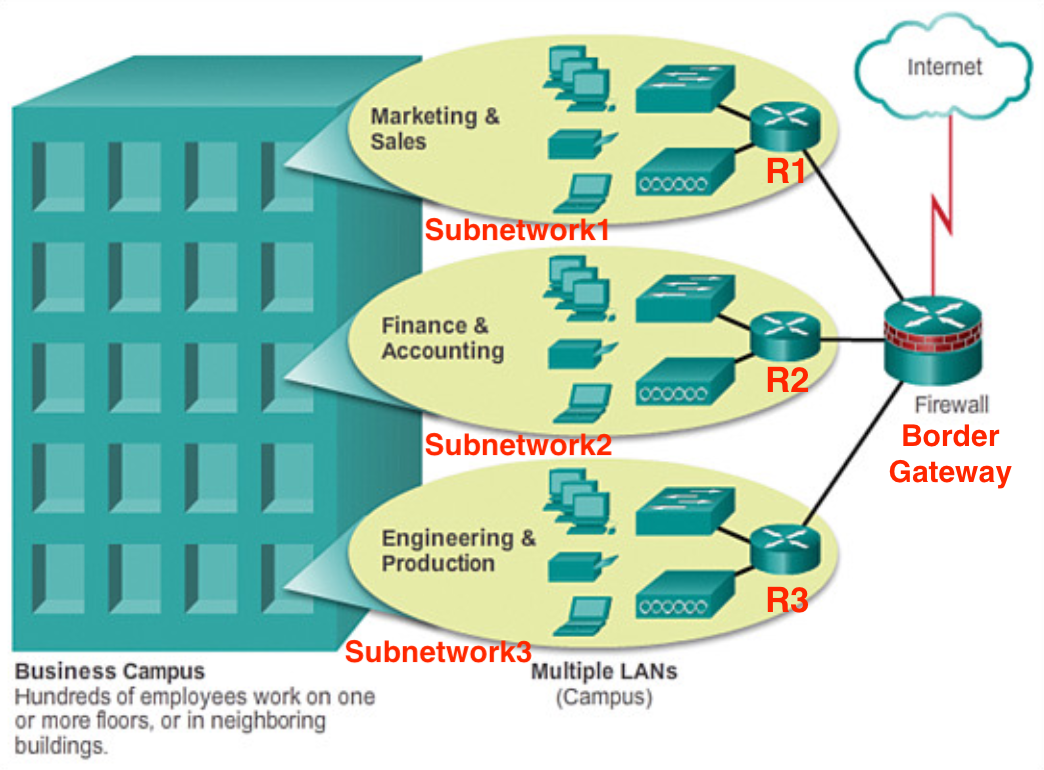 Internet
Marketing &
Sales
R1
Subnetwork1
Finance &
Accounting
R2
Firewall
Border
Gateway
Subnetwork2
Engineering &
Production
R3
Subnetwork3
Business Campus
Hundreds of employees work on one
or more floors, or in neighboring
buildings.
Multiple LANs
(Campus)